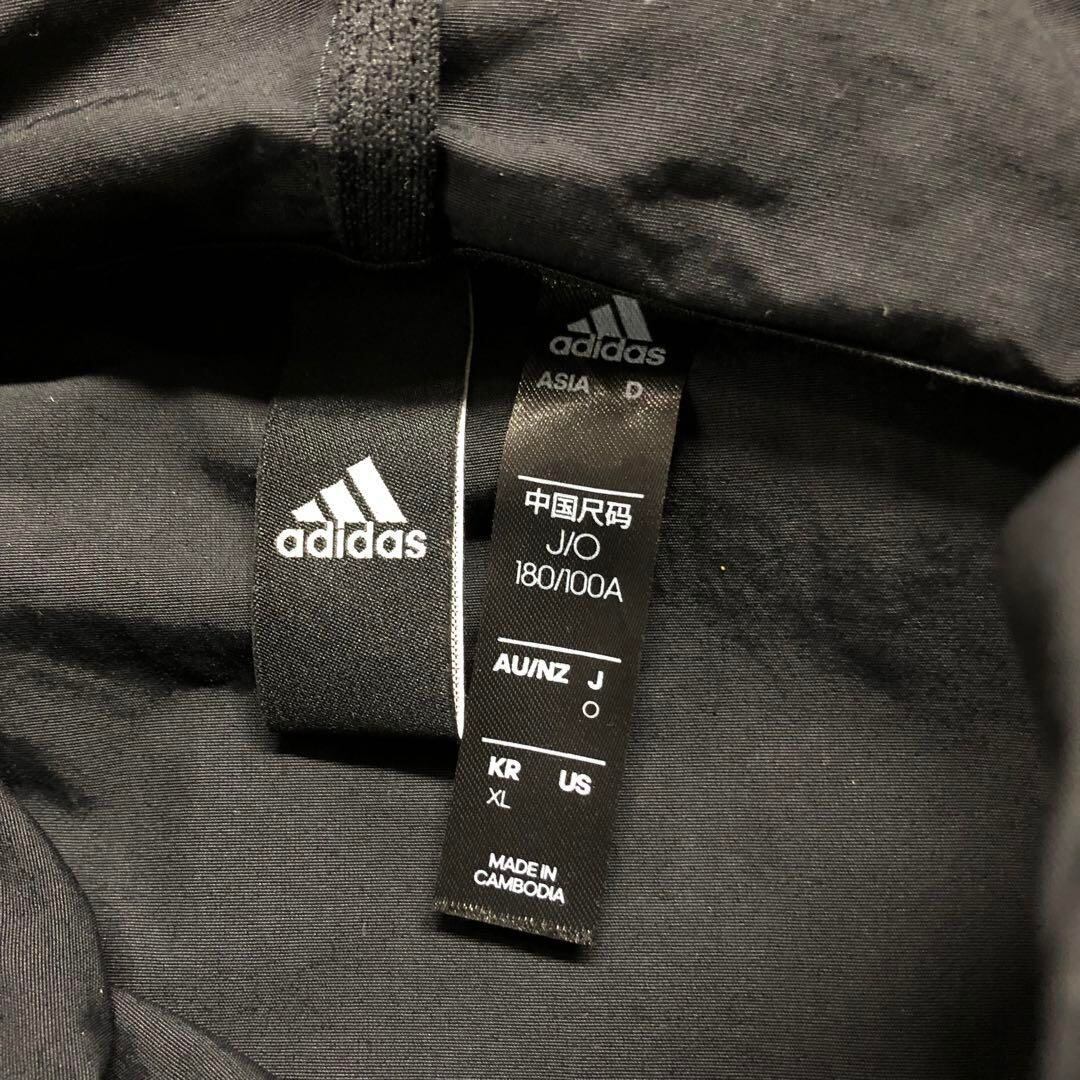 adidas
adidas
ASIA D
中国尺码
J/O
180/100A
AU/NZ J
O
KR US
XL
MADE IN
CAMBODIA